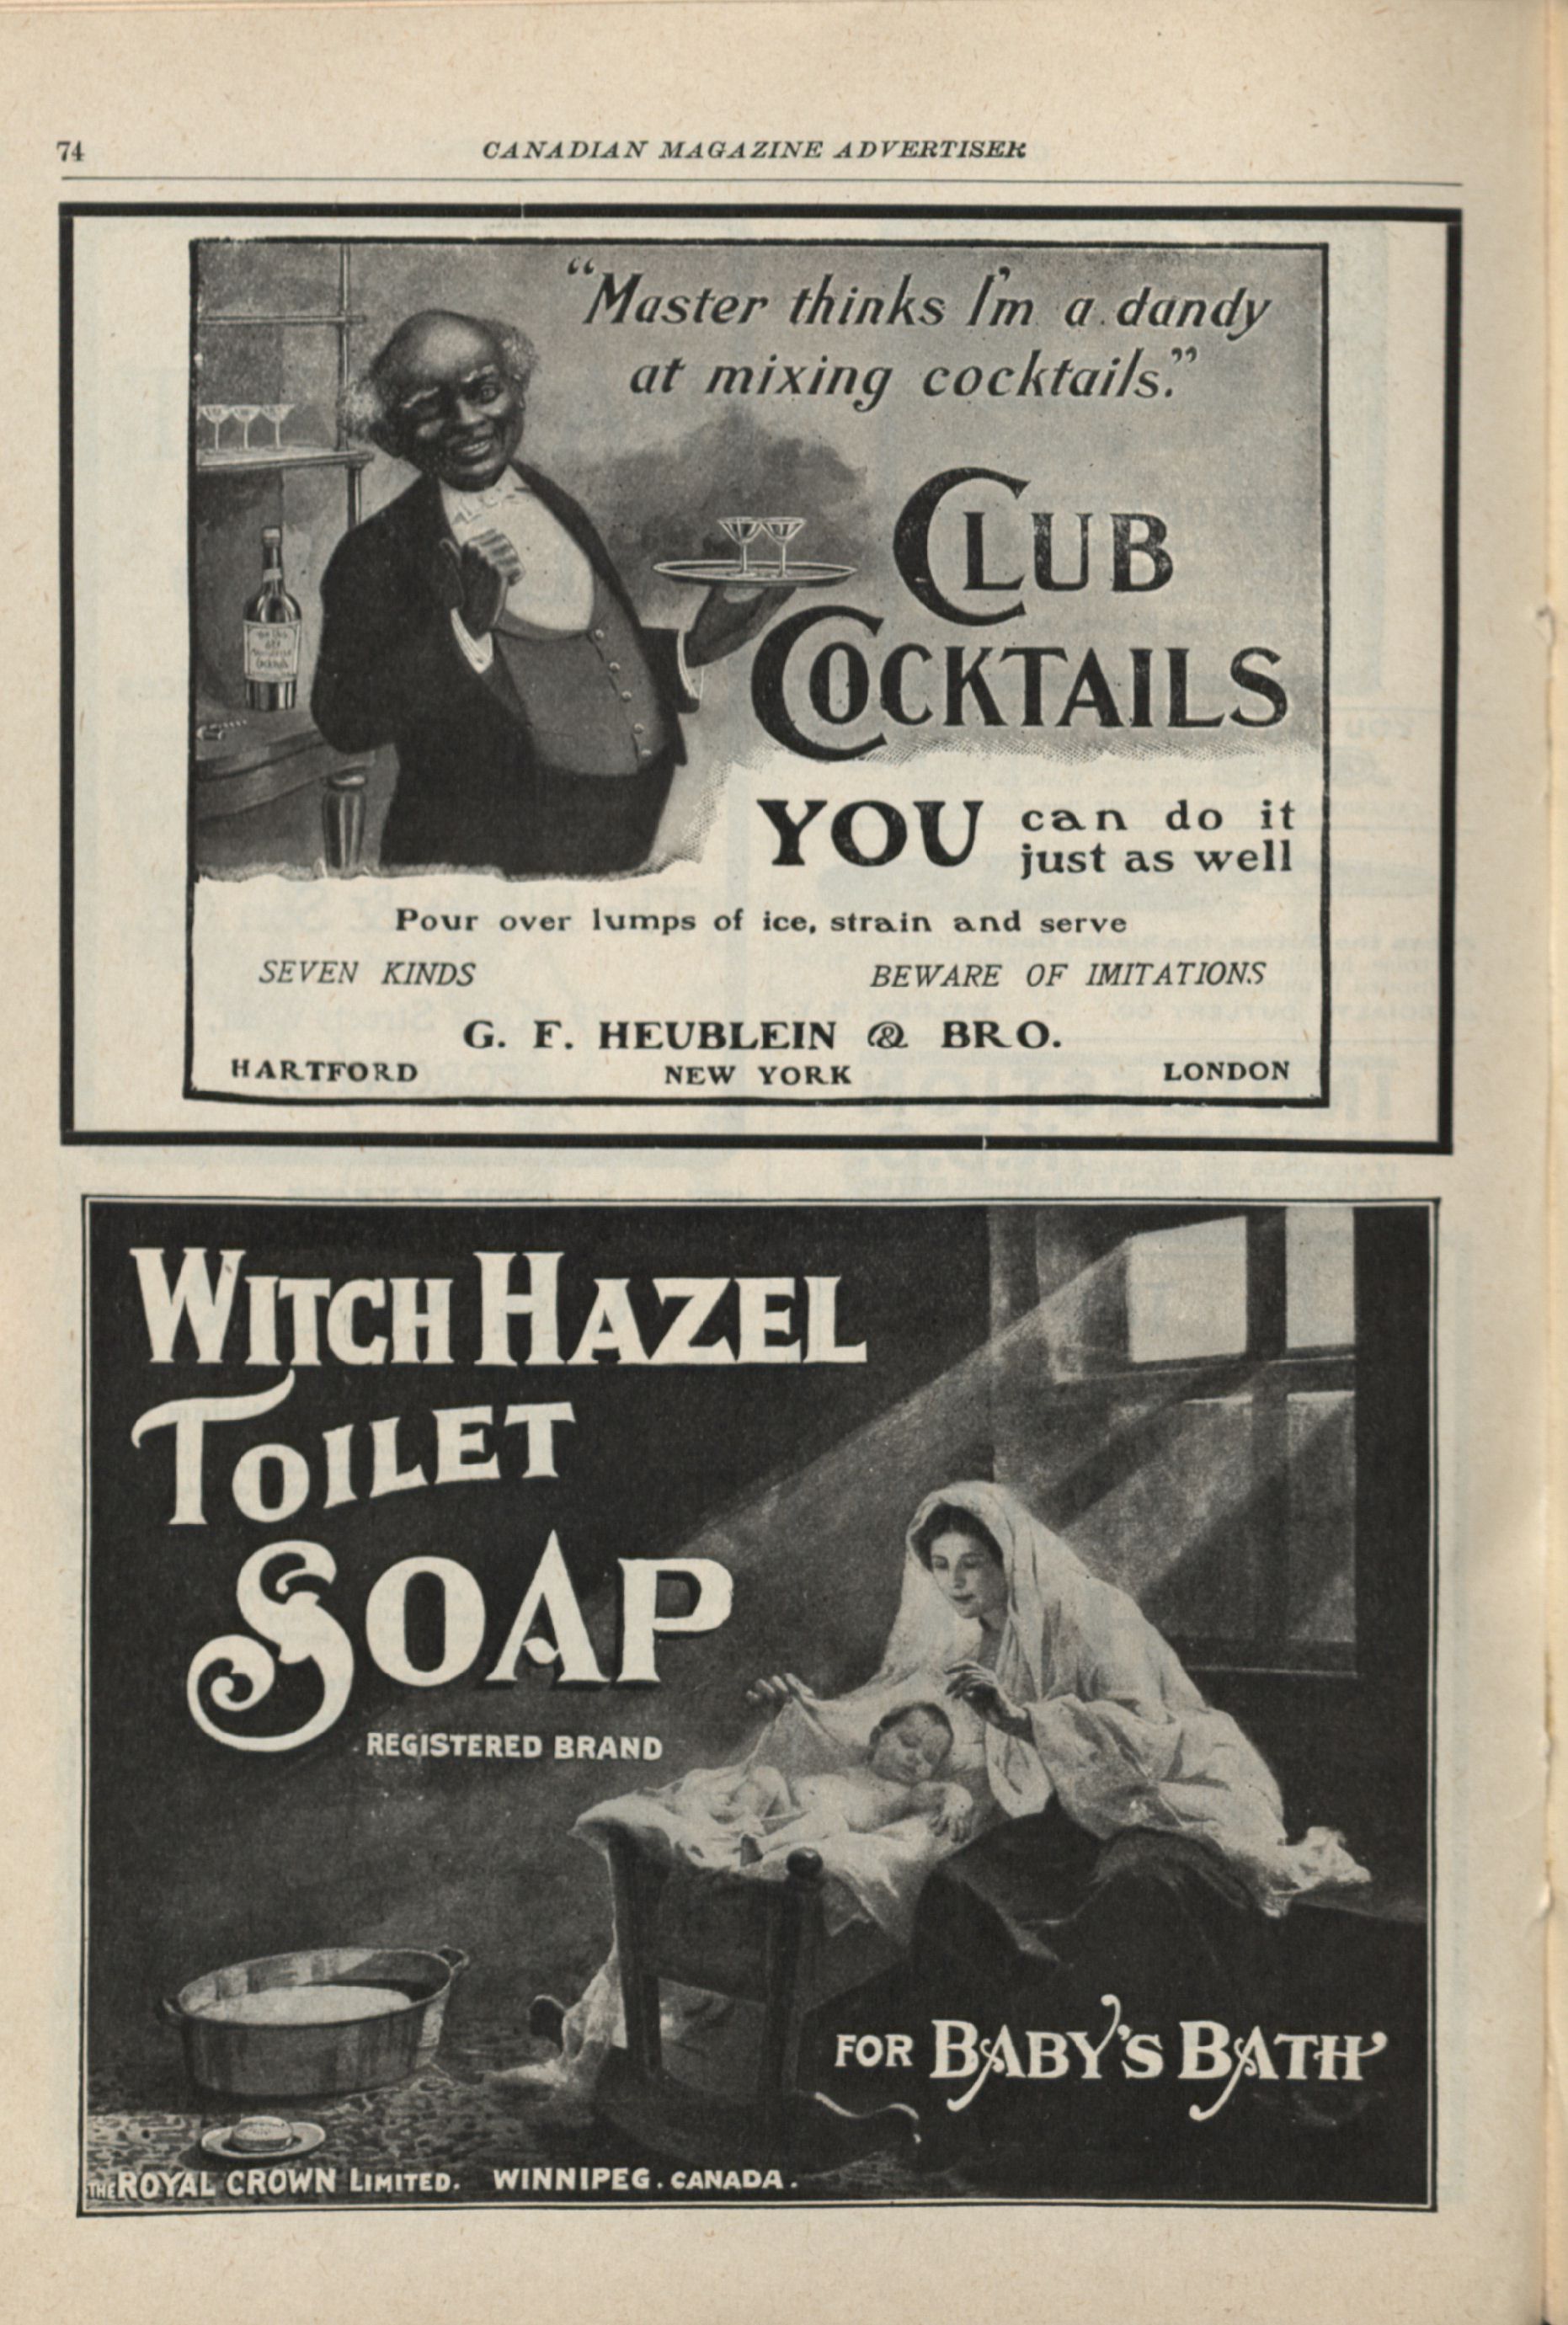 74
CANADIAN MAGAZINE ADVERTISER
"Master thinks I'm a dandy
at mixing cocktails."
CLUB
COCKTAILS
YOU can do it
just as well
Pour over lumps of ice, strain and serve
SEVEN KINDS BEWARE OF IMITATIONS
G. F. HEUBLEIN & BRO.
HARTFORD NEW YORK LONDON
WITCH HAZEL
TOILET
SOAP
REGISTERED BRAND
FOR BABY'S BATH
THE ROYAL CROWN LIMITED. WINNIPEG. CANADA.